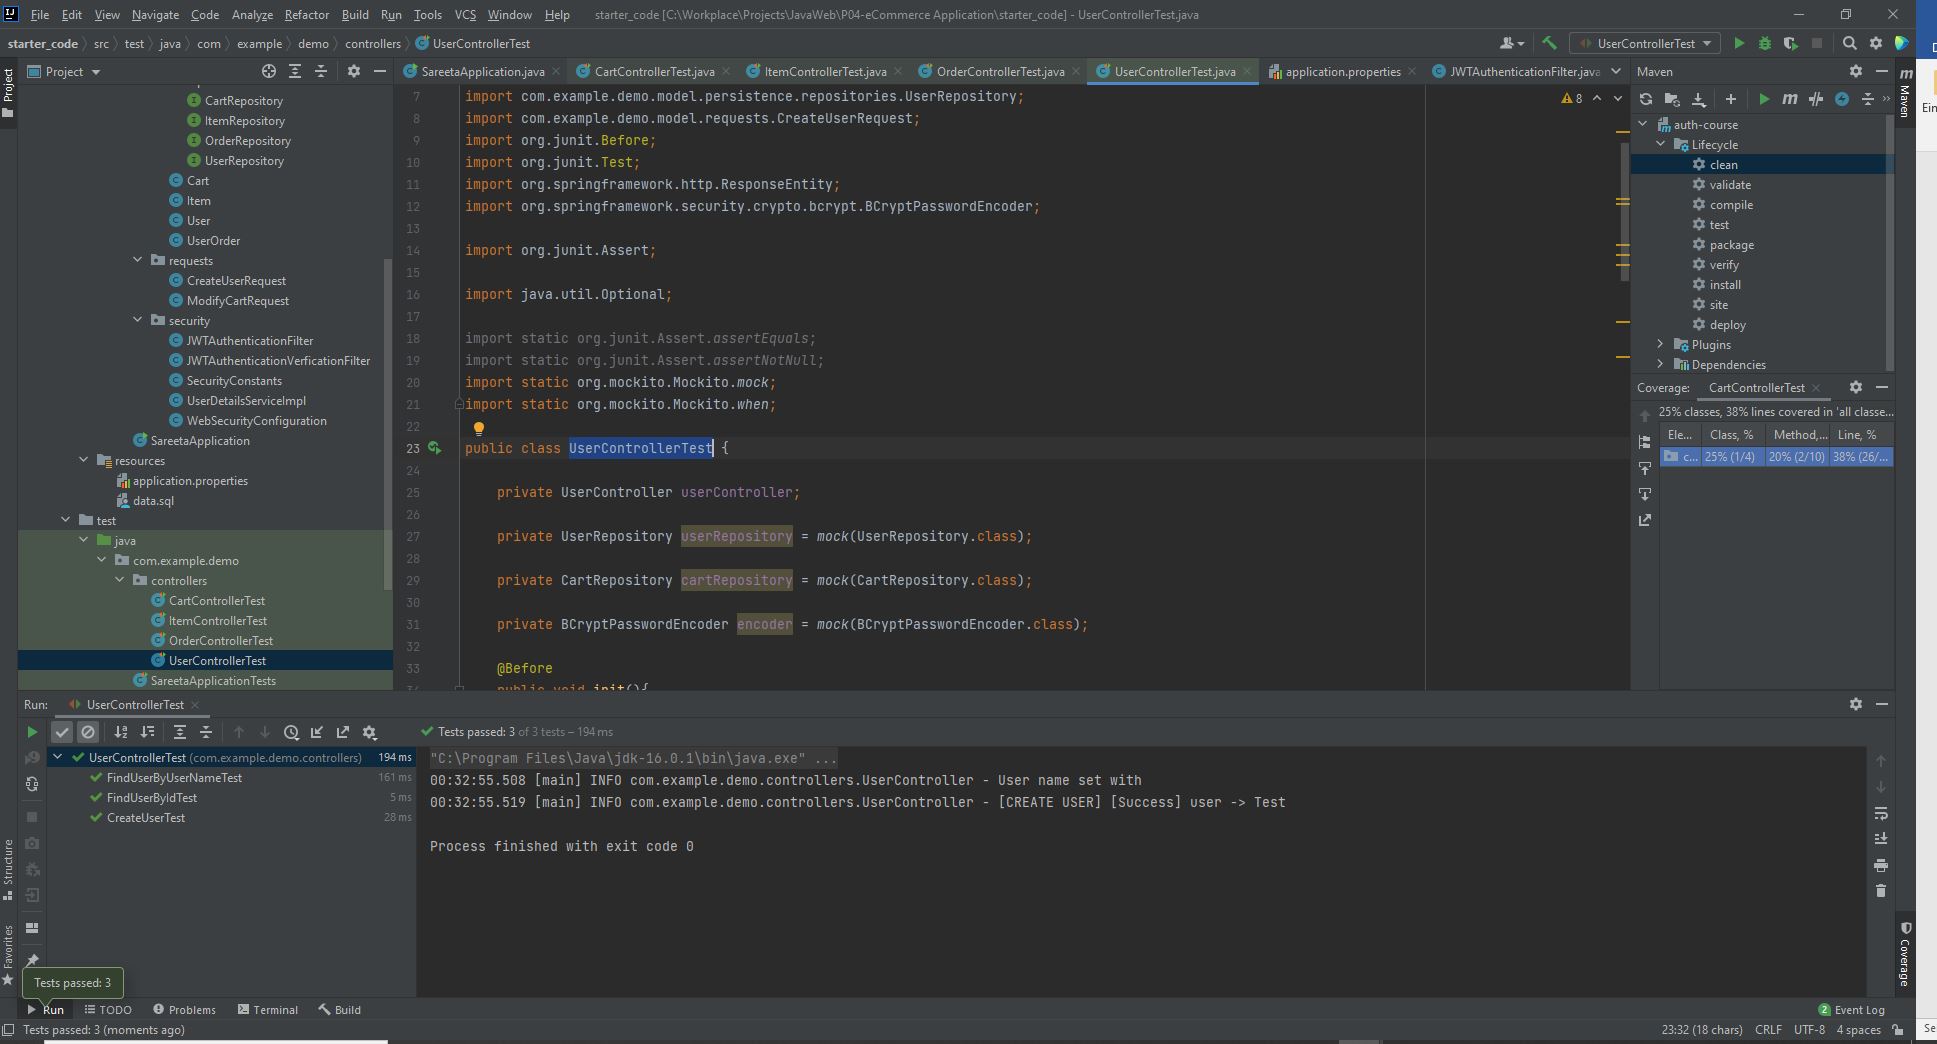 File Edit View Navigate Code Analyze Refactor Build Run Tools VCS Window Help starter_code [C:\Workplace\Projects\JavaWeb\P04-eCommerce Application\starter_code] - UserControllerTest.java
starter_code src test java com example demo controllers UserControllerTest
UserControllerTest
Project
SareetaApplication.java CartControllerTest.java ItemControllerTest.java OrderControllerTest.java UserControllerTest.java application.properties JWTAuthenticationFilter.java
Project
CartRepository
ItemRepository
OrderRepository
UserRepository
Cart
Item
User
UserOrder
requests
CreateUserRequest
ModifyCartRequest
security
JWTAuthenticationFilter
JWTAuthenticationVerficationFilter
SecurityConstants
UserDetailsServiceImpl
WebSecurityConfiguration
SareetaApplication
resources
application.properties
data.sql
test
java
com.example.demo
controllers
CartControllerTest
ItemControllerTest
OrderControllerTest
UserControllerTest
SareetaApplicationTests
8
7 import com.example.demo.model.persistence.repositories.UserRepository;
8 import com.example.demo.model.requests.CreateUserRequest;
9 import org.junit.Before;
10 import org.junit.Test;
11 import org.springframework.http.ResponseEntity;
12 import org.springframework.security.crypto.bcrypt.BCryptPasswordEncoder;
13
14 import org.junit.Assert;
15
16 import java.util.Optional;
17
18 import static org.junit.Assert.assertEquals;
19 import static org.junit.Assert.assertNotNull;
20 import static org.mockito.Mockito.mock;
21 import static org.mockito.Mockito.when;
22
23 public class UserControllerTest {
24
25 private UserController userController;
26
27 private UserRepository userRepository = mock(UserRepository.class);
28
29 private CartRepository cartRepository = mock(CartRepository.class);
30
31 private BCryptPasswordEncoder encoder = mock(BCryptPasswordEncoder.class);
32
33 @Before
34 public void init(){
Maven
Maven
auth-course
Lifecycle
clean
validate
compile
test
package
verify
install
site
deploy
Plugins
Dependencies
Coverage: CartControllerTest
25% classes, 38% lines covered in 'all classe...
Ele... Class, % Method,... Line, %
c... 25% (1/4) 20% (2/10) 38% (26/...
Ein
Run: UserControllerTest
Tests passed: 3 of 3 tests – 194 ms
UserControllerTest (com.example.demo.controllers) 194 ms
FindUserByUserNameTest 161 ms
FindUserByIdTest 5 ms
CreateUserTest 28 ms
"C:\Program Files\Java\jdk-16.0.1\bin\java.exe" ...
00:32:55.508 [main] INFO com.example.demo.controllers.UserController - User name set with
00:32:55.519 [main] INFO com.example.demo.controllers.UserController - [CREATE USER] [Success] user -> Test
Process finished with exit code 0
Structure
Favorites
Coverage
Tests passed: 3
Run TODO Problems Terminal Build 2 Event Log
Tests passed: 3 (moments ago) 23:32 (18 chars) CRLF UTF-8 4 spaces
Se